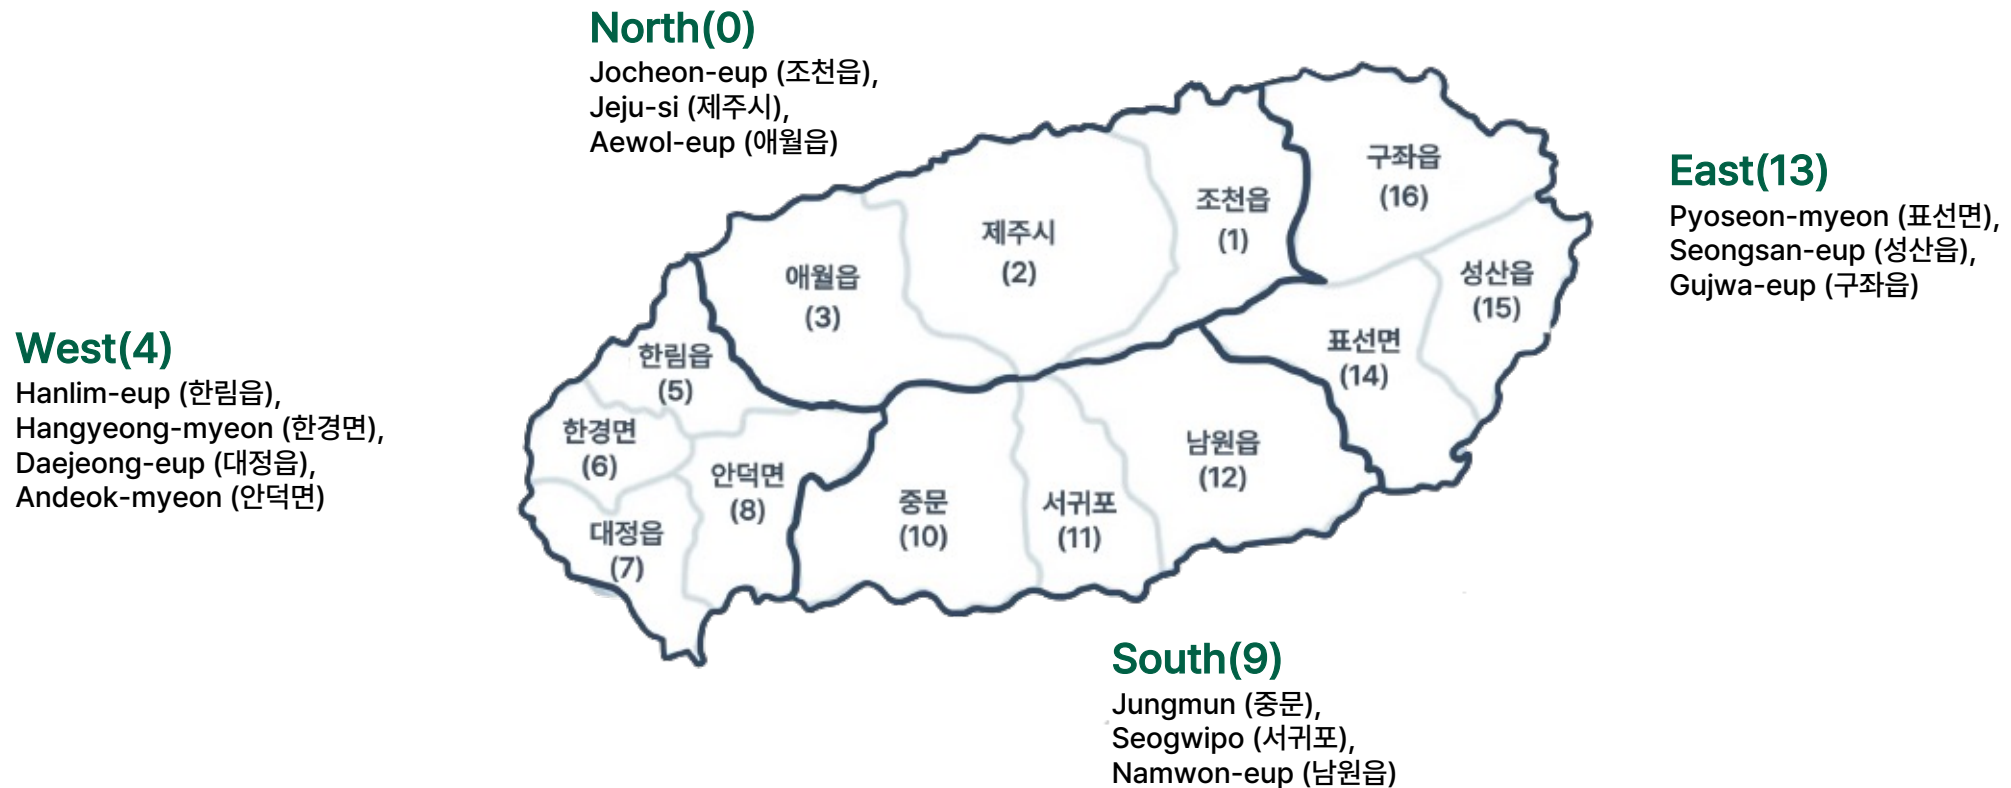 North(0)
Jocheon-eup (조천읍),
Jeju-si (제주시),
Aewol-eup (애월읍)
East(13)
Pyoseon-myeon (표선면),
Seongsan-eup (성산읍),
Gujwa-eup (구좌읍)
West(4)
Hanlim-eup (한림읍),
Hangyeong-myeon (한경면),
Daejeong-eup (대정읍),
Andeok-myeon (안덕면)
South(9)
Jungmun (중문),
Seogwipo (서귀포),
Namwon-eup (남원읍)
구좌읍
(16)
조천읍
(1)
제주시
(2)
애월읍
(3)
성산읍
(15)
표선면
(14)
한림읍
(5)
한경면
(6)
안덕면
(8)
대정읍
(7)
중문
(10)
서귀포
(11)
남원읍
(12)